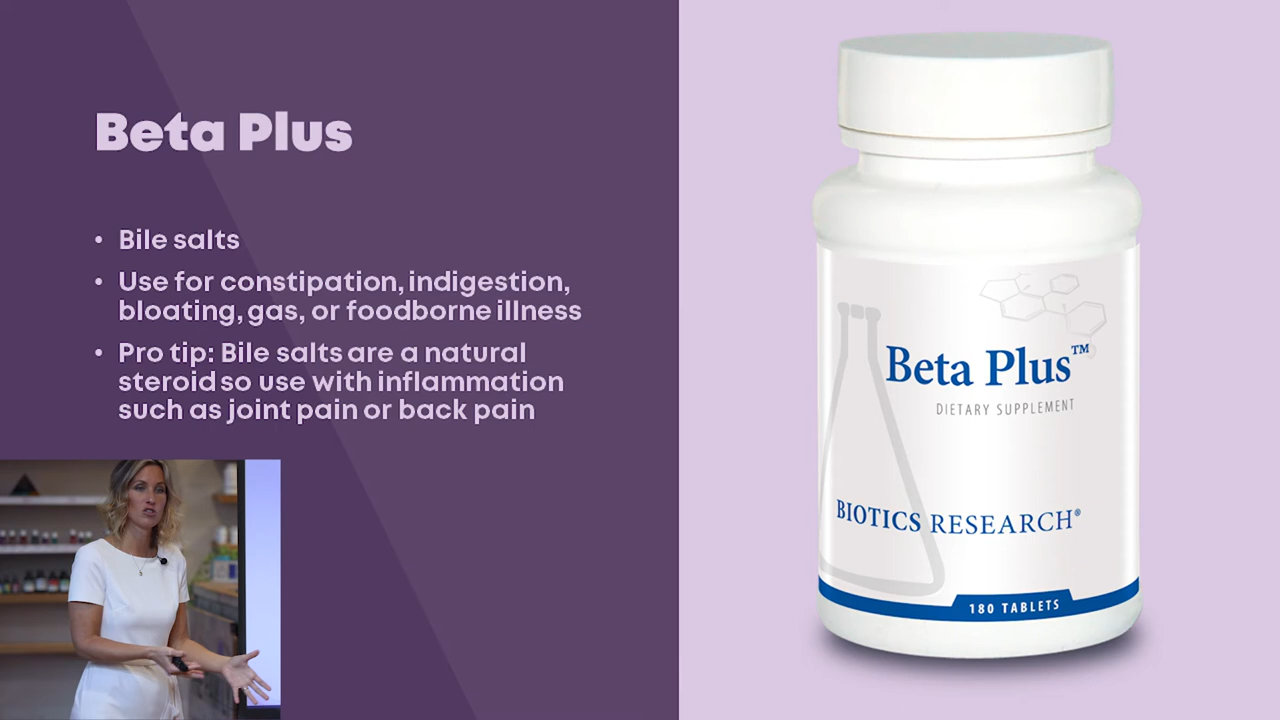 Beta Plus
• Bile salts
• Use for constipation, indigestion,
bloating, gas, or foodborne illness
• Pro tip: Bile salts are a natural
steroid so use with inflammation
such as joint pain or back pain
Beta Plus™
DIETARY SUPPLEMENT
BIOTICS RESEARCH®
180 TABLETS